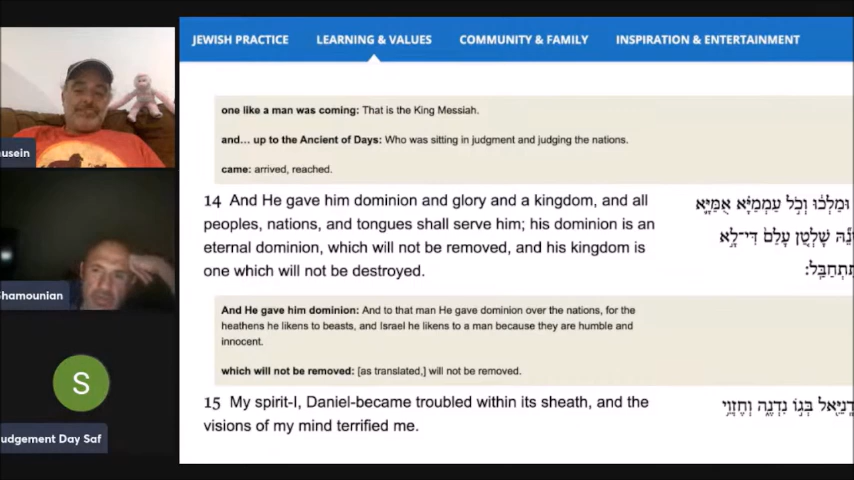 JEWISH PRACTICE LEARNING & VALUES COMMUNITY & FAMILY INSPIRATION & ENTERTAINMENT
one like a man was coming: That is the King Messiah.
and… up to the Ancient of Days: Who was sitting in judgment and judging the nations.
came: arrived, reached.
14 And He gave him dominion and glory and a kingdom, and all
peoples, nations, and tongues shall serve him; his dominion is an
eternal dominion, which will not be removed, and his kingdom is
one which will not be destroyed.
וּמַלְכ֔וּ וְכֹ֣ל עַֽמְמַיָּ֗א אֻמַּיָּ֛א
שָׁלְטָ֤ן עָלַם֙ דִּי־לָ֣א
And He gave him dominion: And to that man He gave dominion over the nations, for the
heathens he likens to beasts, and Israel he likens to a man because they are humble and
innocent.
which will not be removed: [as translated,] will not be removed.
15 My spirit-I, Daniel-became troubled within its sheath, and the
visions of my mind terrified me.
דָנִיֵּ֖אל בְּג֣וֹ נִדְנֶ֑ה וְחֶזְוֵ֥י
usein
Shamounian
S
udgement Day Saf